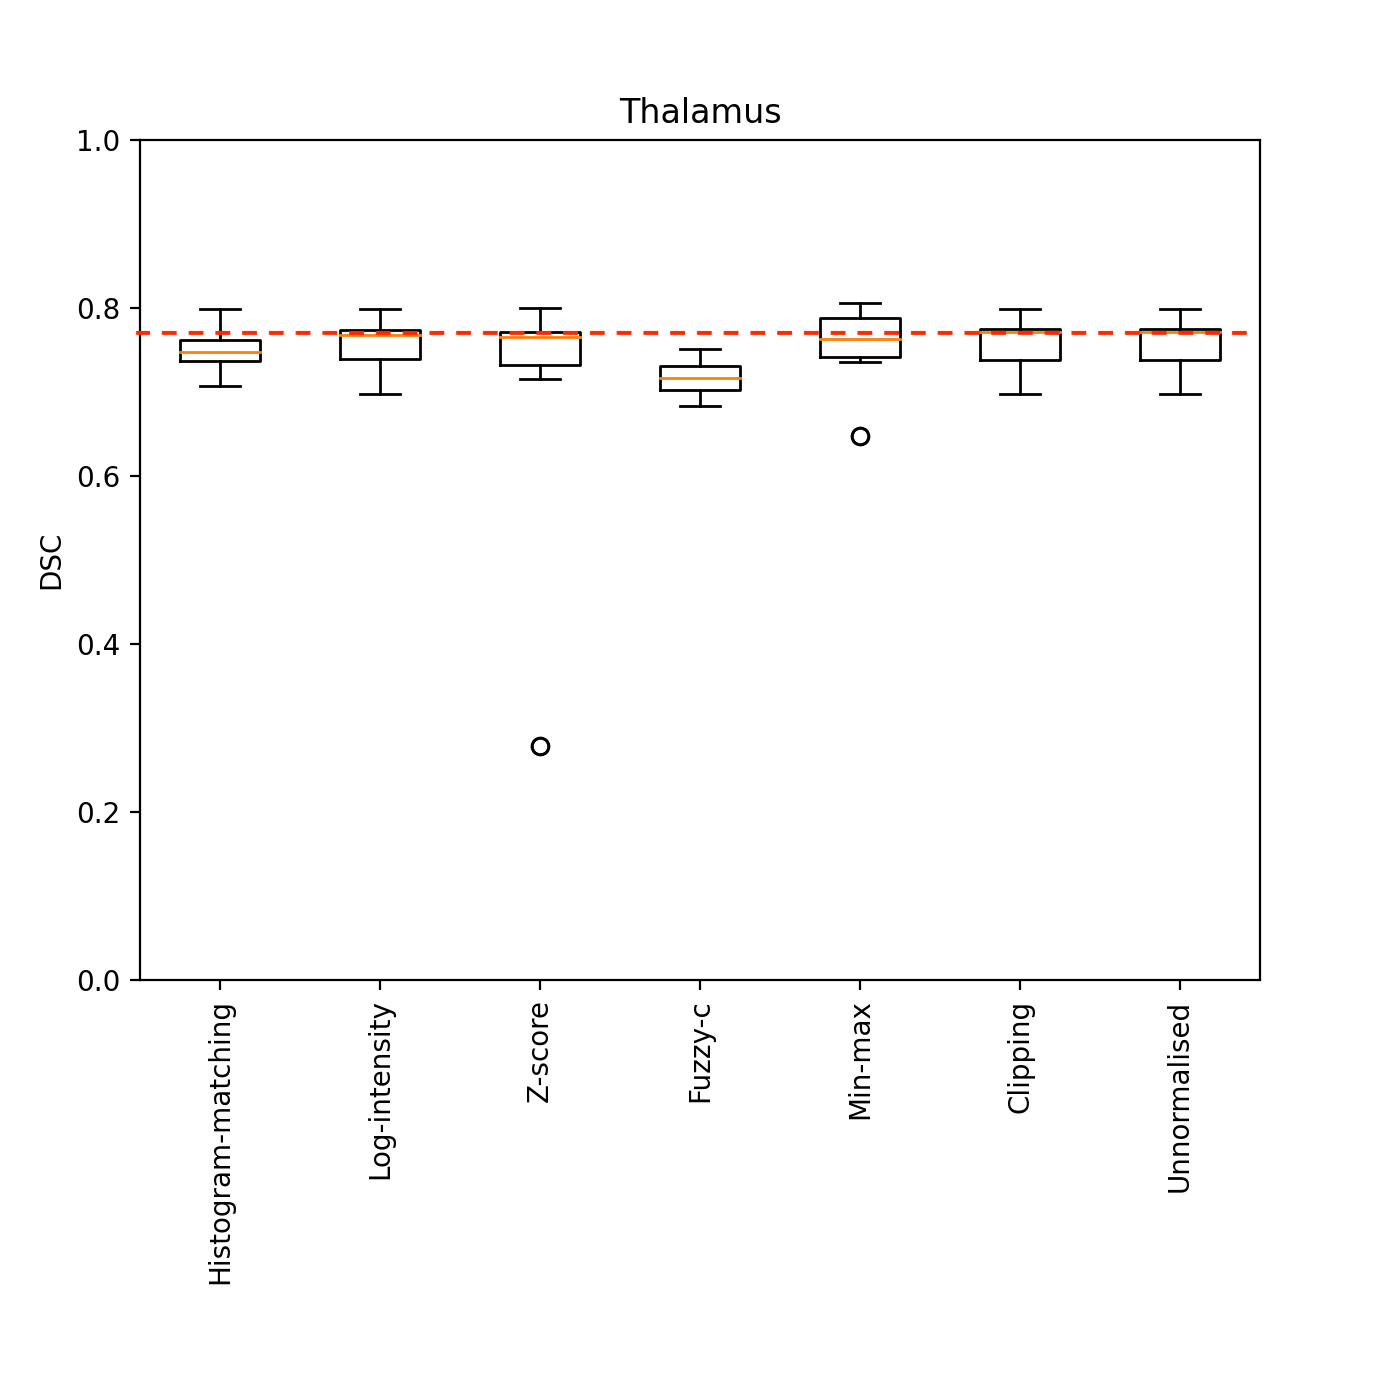 Thalamus
1.0
0.8
0.6
0.4
0.2
0.0
DSC
Histogram-matching
Log-intensity
Z-score
Fuzzy-c
Min-max
Clipping
Unnormalised